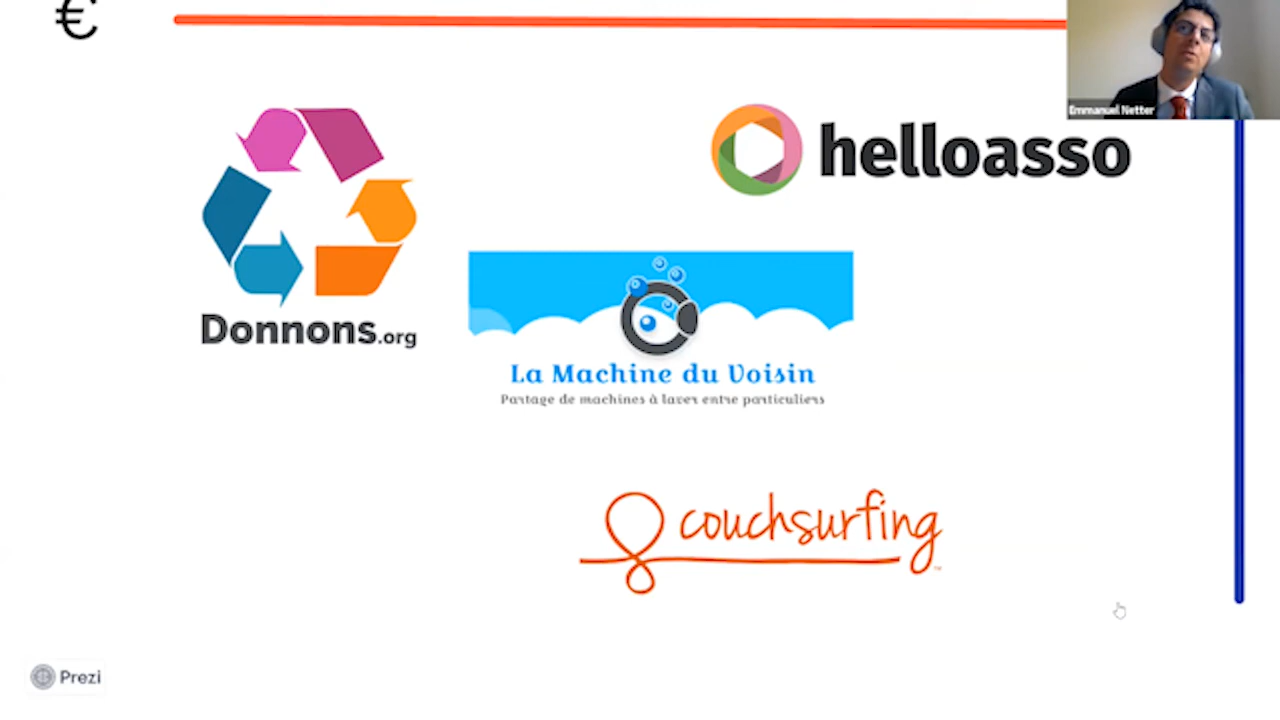 €
Emmanuel Netter
helloasso
Donnons.org
La Machine du Voisin
Partage de machines à laver entre particuliers
couchsurfing
Prezi